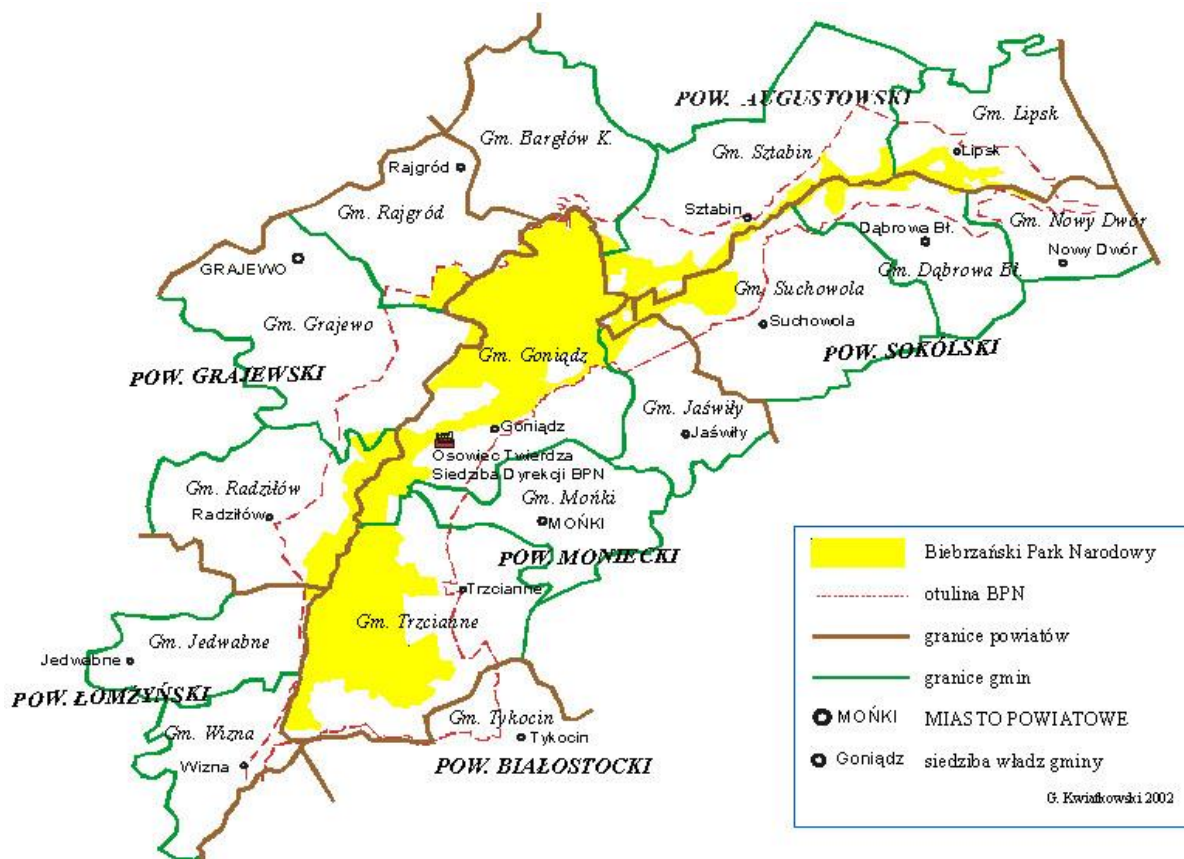 POW. AUGUSTOWSKI
Gm. Lipsk
Gm. Bargłów K.
Gm. Sztabin
Lipsk
Rajgród
Gm. Rajgród
Sztabin
Gm. Nowy Dwór
Dąbrowa Bł.
Nowy Dwór
GRAJEWO
Gm. Dąbrowa Bł.
Gm. Suchowola
Gm. Grajewo
Suchowola
POW. SOKÓLSKI
Gm. Goniądz
POW. GRAJEWSKI
Gm. Jaświły
Goniądz
Jaświły
Osowiec Twierdza
Siedziba Dyrekcji BPN
Gm. Radziłów
Gm. Mońki
Radziłów
MOŃKI
POW. MONIECKI
Trzcianne
Gm. Trzcianne
Gm. Jedwabne
Jedwabne
POW. ŁOMŻYŃSKI
Gm. Tykocin
Gm. Wizna
Tykocin
Wizna
POW. BIAŁOSTOCKI
Biebrzański Park Narodowy
otulina BPN
granice powiatów
granice gmin
MOŃKI MIASTO POWIATOWE
Goniądz siedziba władz gminy
G. Kwiatkowski 2002